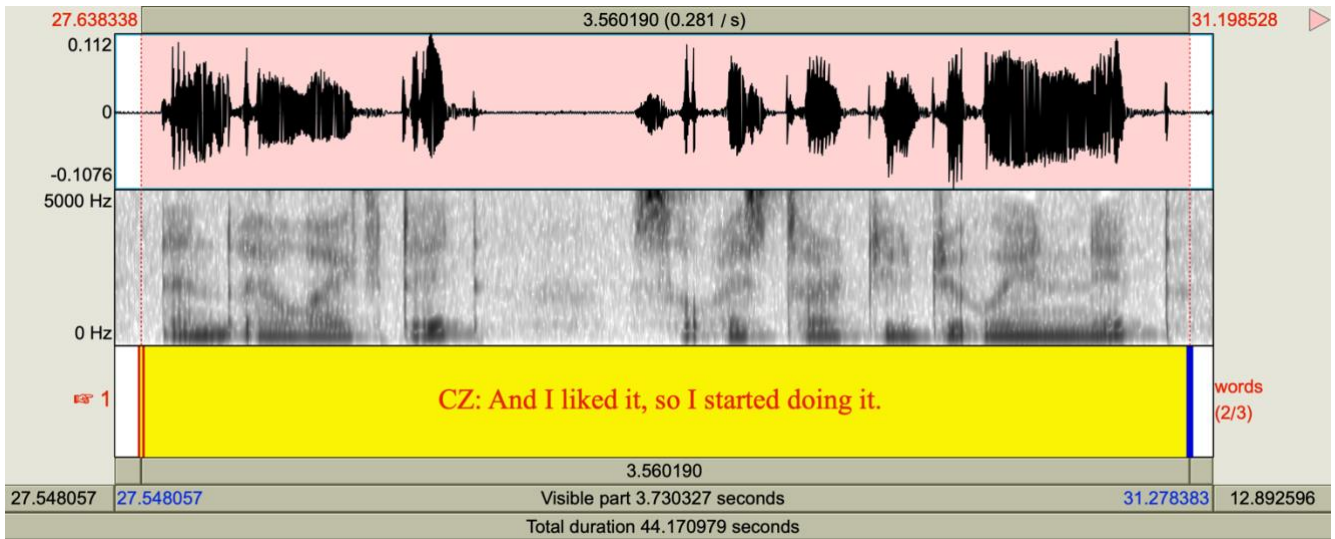 27.638338 3.560190 (0.281 / s) 31.198528
0.112
0
-0.1076
5000 Hz
0 Hz
☞ 1 CZ: And I liked it, so I started doing it. words
(2/3)
3.560190
27.548057 27.548057 Visible part 3.730327 seconds 31.278383 12.892596
Total duration 44.170979 seconds